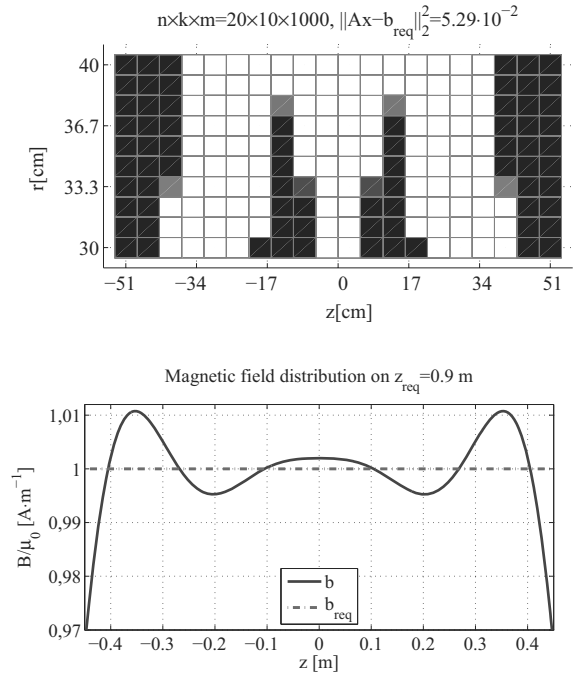 n×k×m=20×10×1000, ||Ax−b_req||₂²=5.29·10⁻²
40
36.7
33.3
30
r[cm]
−51 −34 −17 0 17 34 51
z[cm]
Magnetic field distribution on z_req=0.9 m
1,01
1
0,99
0,98
0,97
B/μ₀ [A·m⁻¹]
b
b_req
−0.4 −0.3 −0.2 −0.1 0 0.1 0.2 0.3 0.4
z [m]